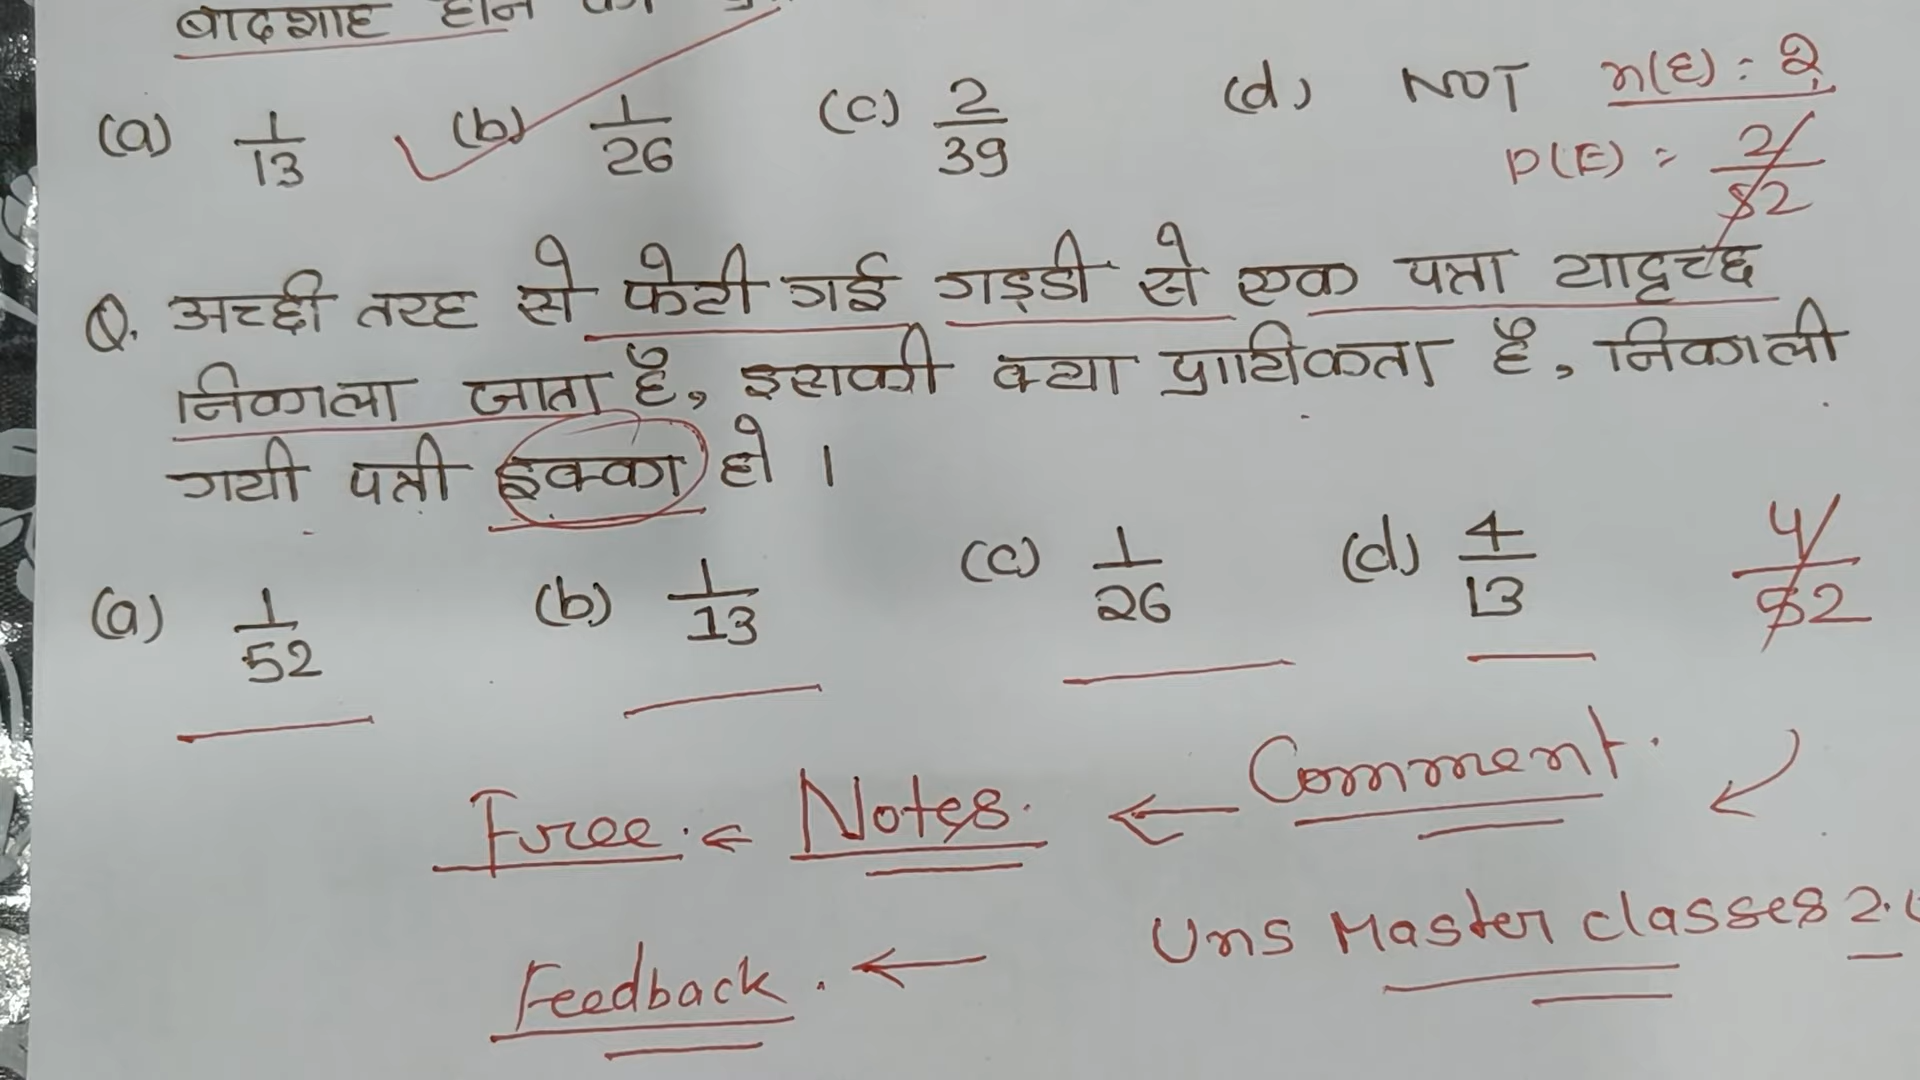 बादशाह होने
(a) 1/13 (b) 1/26 (c) 2/39 (d) NOT n(E) = 2
P(E) = 2/52
Q. अच्छी तरह से फेटी गई गड्डी से एक पत्ता यादृच्छ
निकाला जाता है, इसकी क्या प्रायिकता है, निकाली
गयी पत्ती इक्का हो ।
(a) 1/52 (b) 1/13 (c) 1/26 (d) 4/13 4/52
Free. ← Notes. ← Comment.
Uns Master classes 2.
Feedback. ←